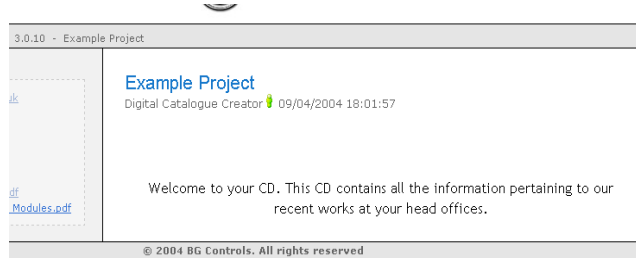 3.0.10 - Example Project
Example Project
Digital Catalogue Creator 09/04/2004 18:01:57
uk
df
_Modules.pdf
Welcome to your CD. This CD contains all the information pertaining to our
recent works at your head offices.
© 2004 BG Controls. All rights reserved